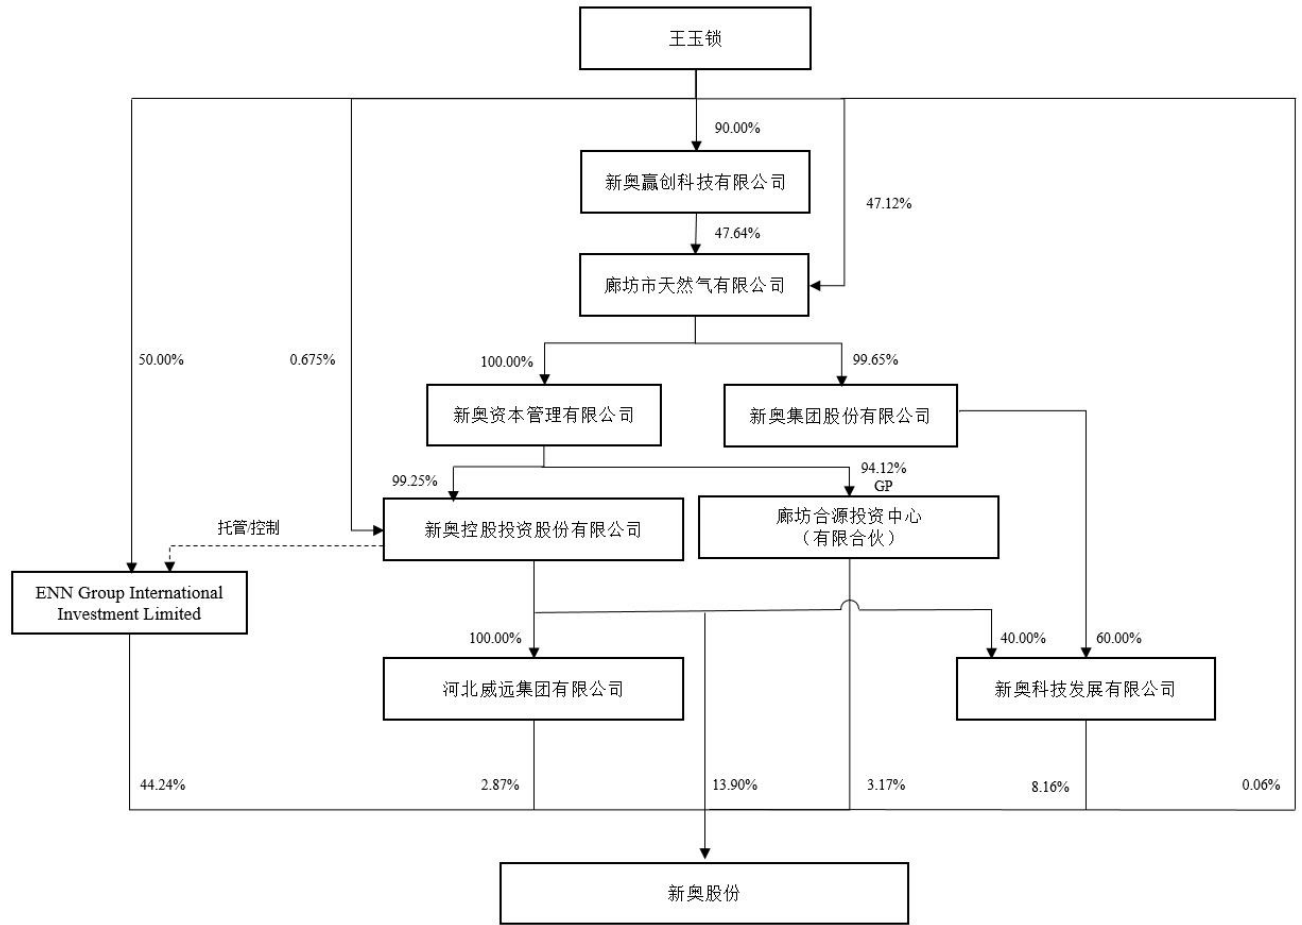 王玉锁
90.00%
新奥赢创科技有限公司
47.12%
47.64%
廊坊市天然气有限公司
50.00%
0.675%
100.00%
99.65%
新奥资本管理有限公司
新奥集团股份有限公司
99.25%
94.12%
GP
新奥控股投资股份有限公司
廊坊合源投资中心
（有限合伙）
托管/控制
ENN Group International
Investment Limited
100.00%
40.00%
60.00%
河北威远集团有限公司
新奥科技发展有限公司
44.24%
2.87%
13.90%
3.17%
8.16%
0.06%
新奥股份